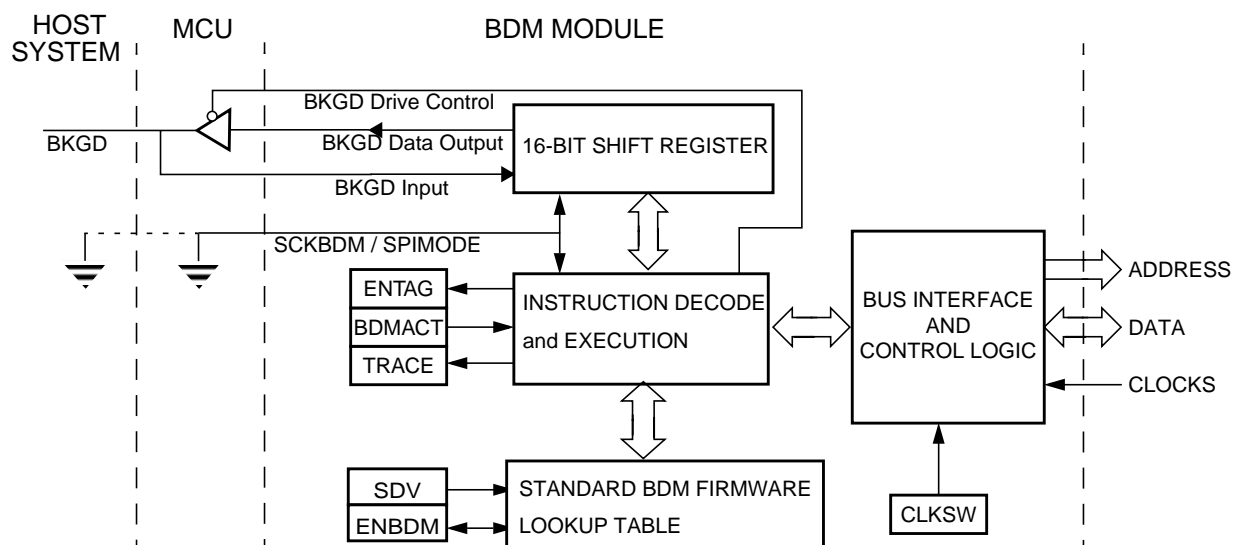 HOST
SYSTEM
MCU
BDM MODULE
BKGD Drive Control
BKGD
BKGD Data Output
16-BIT SHIFT REGISTER
BKGD Input
SCKBDM / SPIMODE
ENTAG
BDMACT
TRACE
INSTRUCTION DECODE
and EXECUTION
BUS INTERFACE
AND
CONTROL LOGIC
ADDRESS
DATA
CLOCKS
SDV
ENBDM
STANDARD BDM FIRMWARE
LOOKUP TABLE
CLKSW